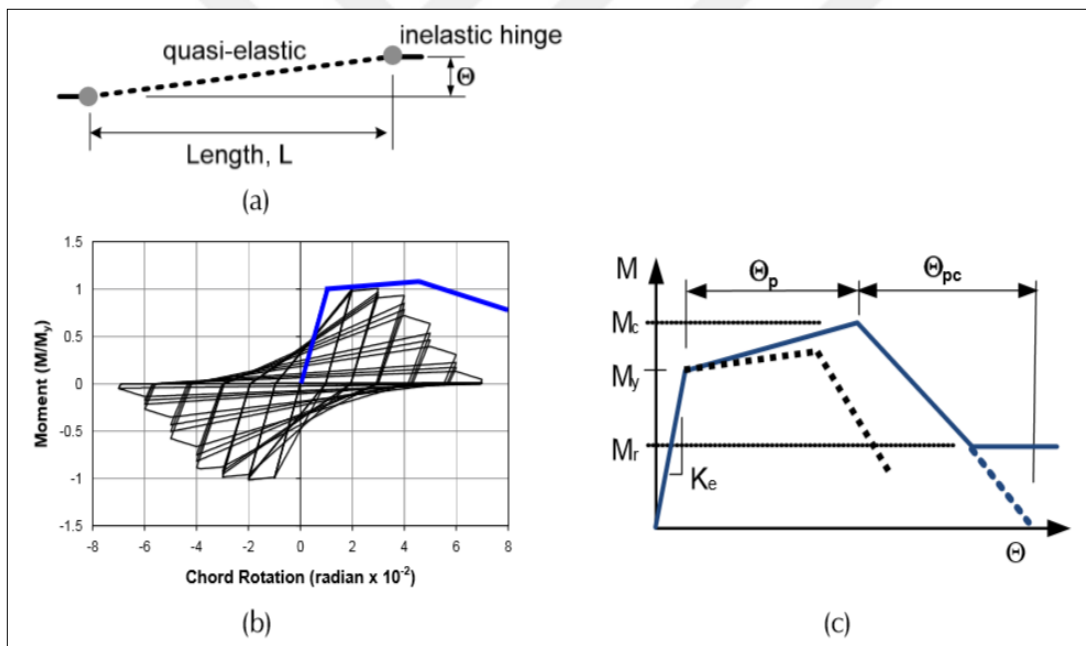 inelastic hinge
quasi-elastic
Θ
Length, L
(a)
1.5
1
0.5
0
-0.5
-1
-1.5
-8 -6 -4 -2 0 2 4 6 8
Moment (M/My)
Chord Rotation (radian x 10⁻²)
(b)
M
Θp
Θpc
Mc
My
Mr
Ke
Θ
(c)